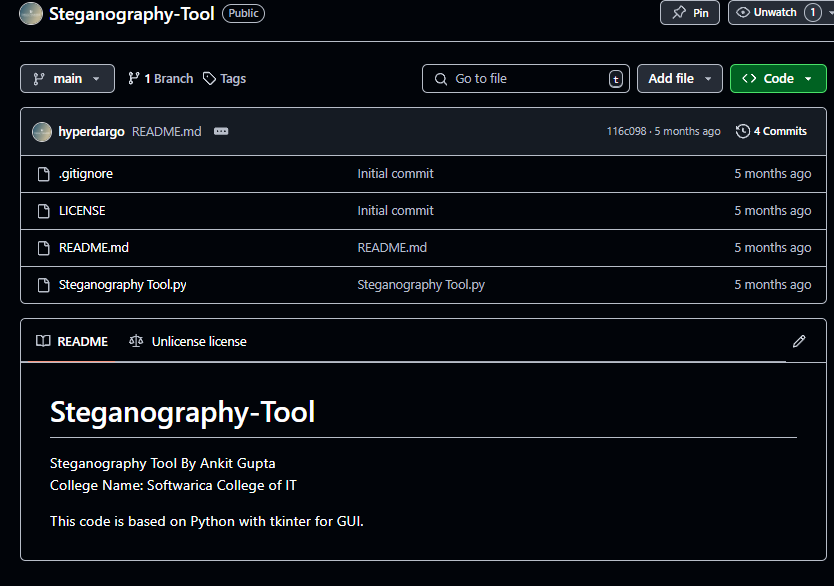 Steganography-Tool Public Pin Unwatch 1
main 1 Branch Tags Go to file t Add file Code
hyperdargo README.md 116c098 · 5 months ago 4 Commits
.gitignore Initial commit 5 months ago
LICENSE Initial commit 5 months ago
README.md README.md 5 months ago
Steganography Tool.py Steganography Tool.py 5 months ago
README Unlicense license
Steganography-Tool
Steganography Tool By Ankit Gupta
College Name: Softwarica College of IT
This code is based on Python with tkinter for GUI.